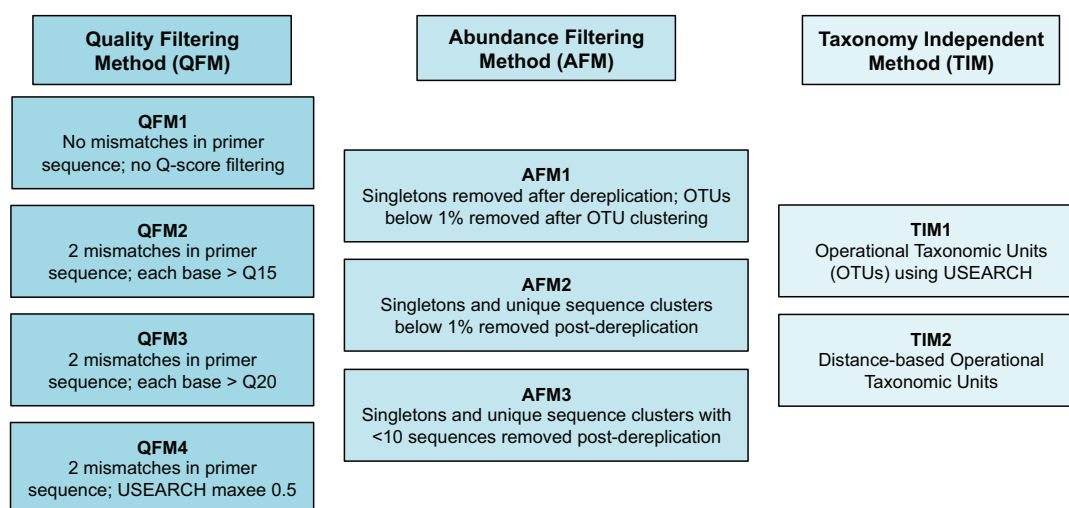 Quality Filtering
Method (QFM)
QFM1
No mismatches in primer
sequence; no Q-score filtering
QFM2
2 mismatches in primer
sequence; each base > Q15
QFM3
2 mismatches in primer
sequence; each base > Q20
QFM4
2 mismatches in primer
sequence; USEARCH maxee 0.5
Abundance Filtering
Method (AFM)
AFM1
Singletons removed after dereplication; OTUs
below 1% removed after OTU clustering
AFM2
Singletons and unique sequence clusters
below 1% removed post-dereplication
AFM3
Singletons and unique sequence clusters with
<10 sequences removed post-dereplication
Taxonomy Independent
Method (TIM)
TIM1
Operational Taxonomic Units
(OTUs) using USEARCH
TIM2
Distance-based Operational
Taxonomic Units